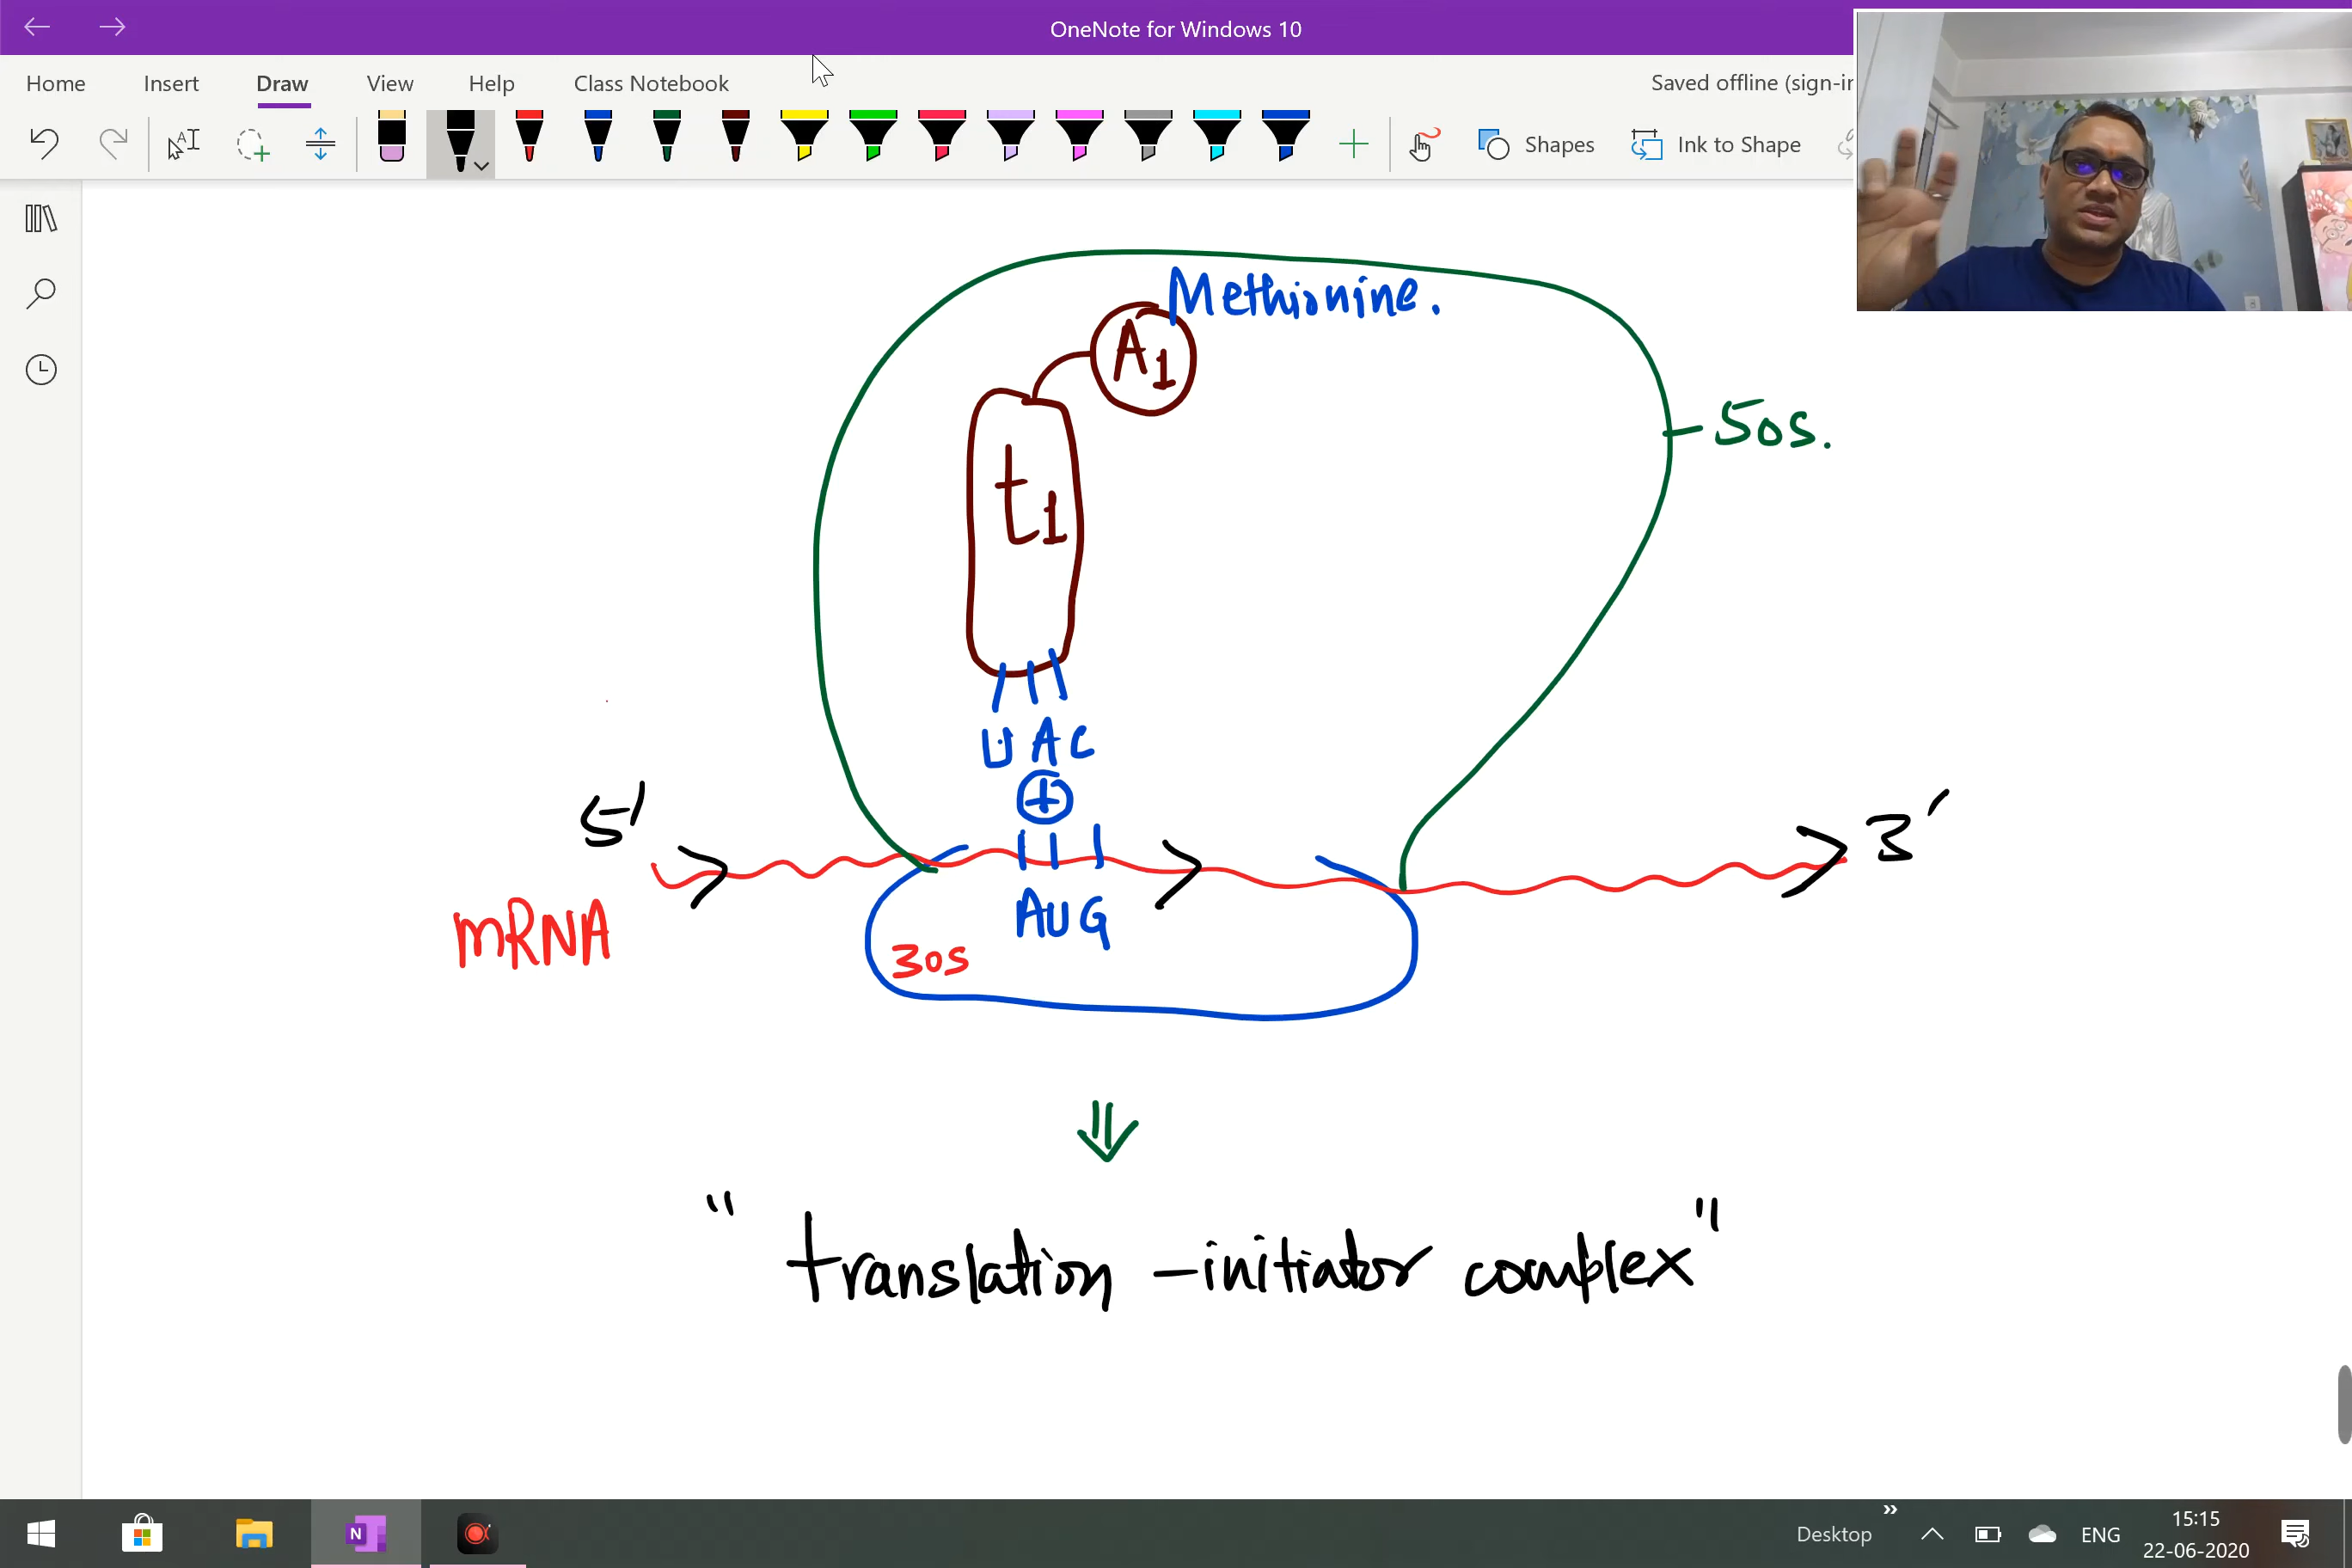 OneNote for Windows 10
Home Insert Draw View Help Class Notebook
Saved offline (sign-in
Shapes Ink to Shape
Methionine.
A1
50s.
t1
UAC
+
5' 3'
AUG
mRNA
30s
"translation -initiator complex"
Desktop
ENG
15:15
22-06-2020